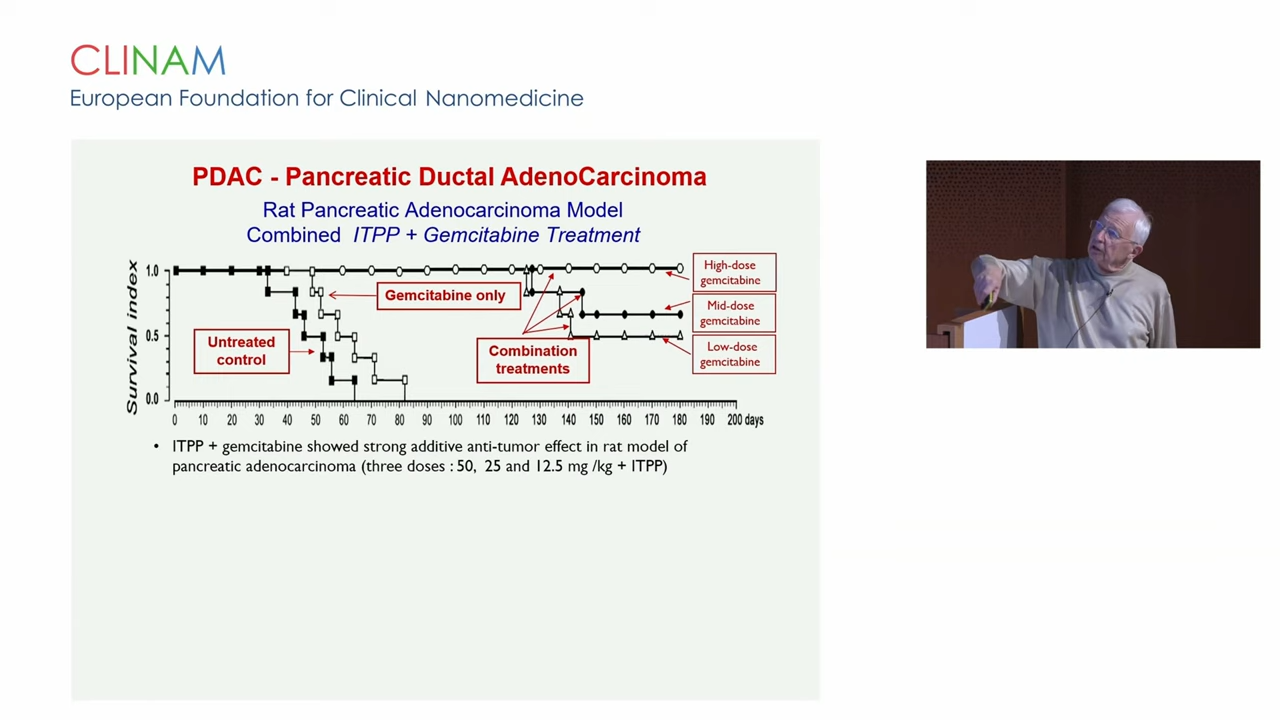 CLINAM
European Foundation for Clinical Nanomedicine
PDAC - Pancreatic Ductal AdenoCarcinoma
Rat Pancreatic Adenocarcinoma Model
Combined ITPP + Gemcitabine Treatment
Survival index
1.0
0.5
0.0
Gemcitabine only
Untreated
control
Combination
treatments
High-dose
gemcitabine
Mid-dose
gemcitabine
Low-dose
gemcitabine
0 10 20 30 40 50 60 70 80 90 100 110 120 130 140 150 160 170 180 190 200 days
• ITPP + gemcitabine showed strong additive anti-tumor effect in rat model of
pancreatic adenocarcinoma (three doses : 50, 25 and 12.5 mg /kg + ITPP)